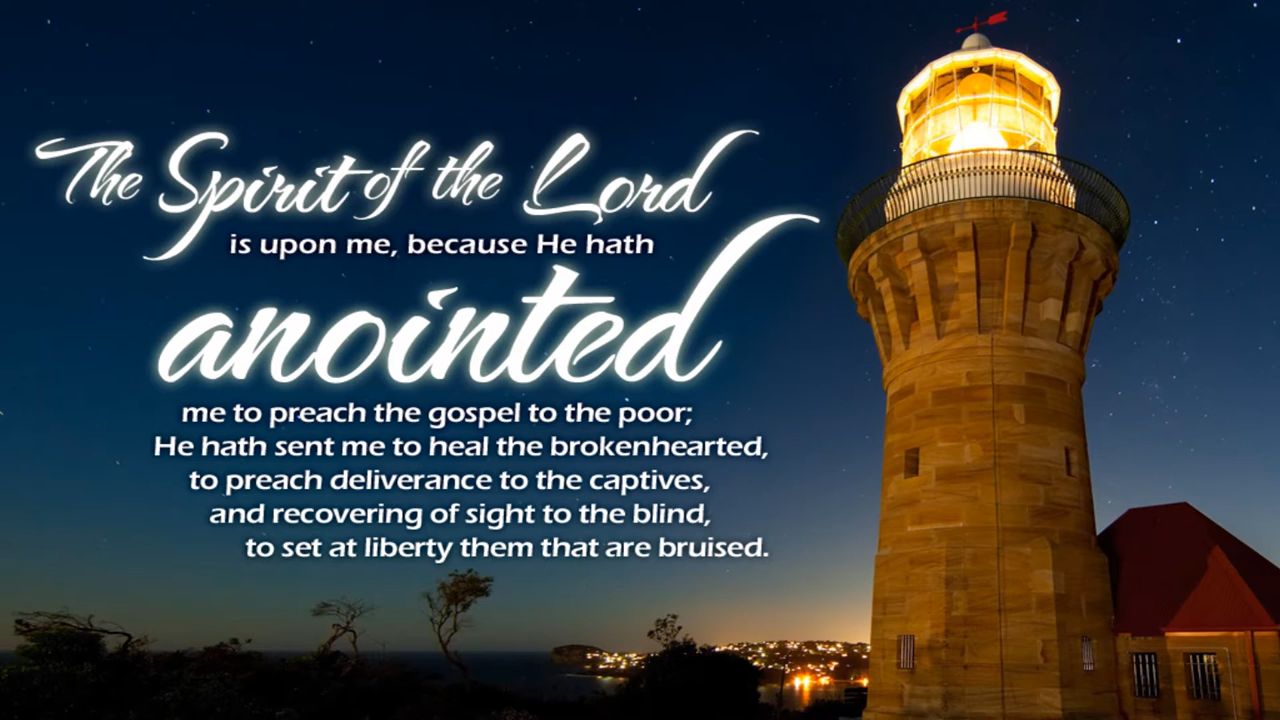 The Spirit of the Lord
is upon me, because He hath
anointed
me to preach the gospel to the poor;
He hath sent me to heal the brokenhearted,
to preach deliverance to the captives,
and recovering of sight to the blind,
to set at liberty them that are bruised.